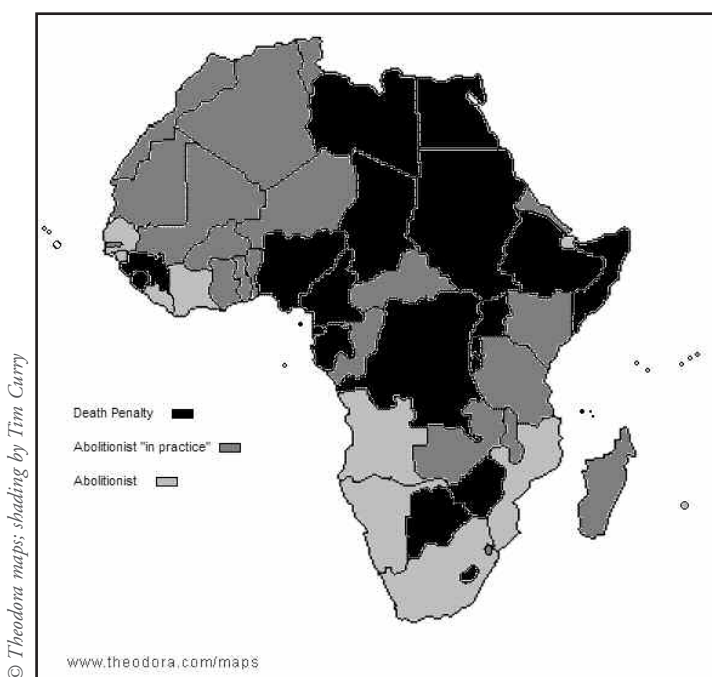 Death Penalty
Abolitionist "in practice"
Abolitionist
www.theodora.com/maps
© Theodora maps; shading by Tim Curry